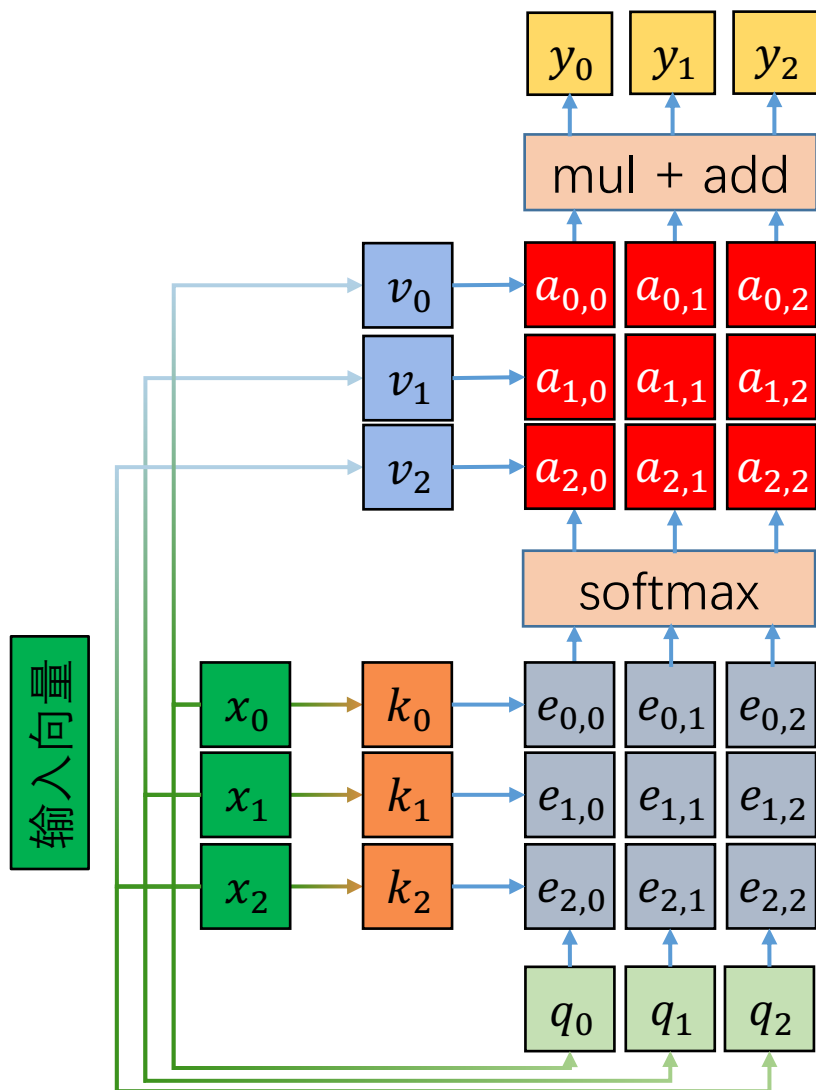 y₀ y₁ y₂
mul + add
v₀ a₀,₀ a₀,₁ a₀,₂
v₁ a₁,₀ a₁,₁ a₁,₂
v₂ a₂,₀ a₂,₁ a₂,₂
softmax
输入向量
x₀ k₀ e₀,₀ e₀,₁ e₀,₂
x₁ k₁ e₁,₀ e₁,₁ e₁,₂
x₂ k₂ e₂,₀ e₂,₁ e₂,₂
q₀ q₁ q₂